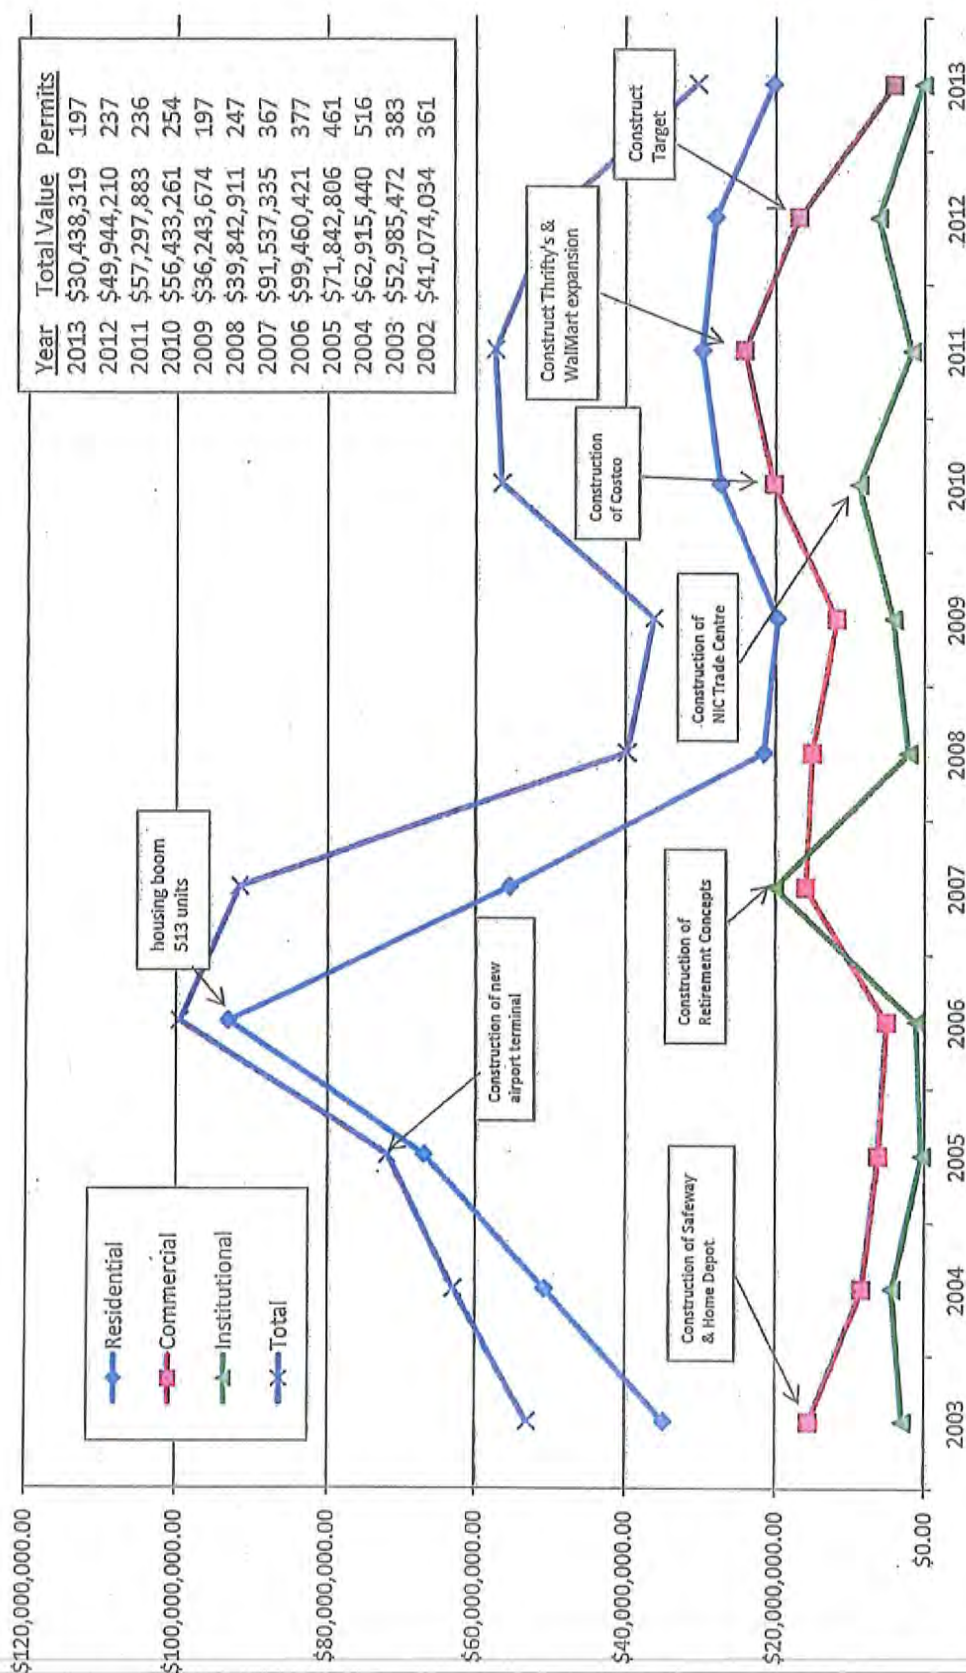 $120,000,000.00
$100,000,000.00
$80,000,000.00
$60,000,000.00
$40,000,000.00
$20,000,000.00
$0.00
Residential
Commercial
Institutional
Total
housing boom
513 units
Construction of new
airport terminal
Construction of Safeway
& Home Depot.
Construction of
Retirement Concepts
Construction of
NIC Trade Centre
Construction
of Costco
Construct Thrifty's &
WalMart expansion
Construct
Target
Year Total Value Permits
2013 $30,438,319 197
2012 $49,944,210 237
2011 $57,297,883 236
2010 $56,433,261 254
2009 $36,243,674 197
2008 $39,842,911 247
2007 $91,537,335 367
2006 $99,460,421 377
2005 $71,842,806 461
2004 $62,915,440 516
2003 $52,985,472 383
2002 $41,074,034 361
2003 2004 2005 2006 2007 2008 2009 2010 2011 2012 2013